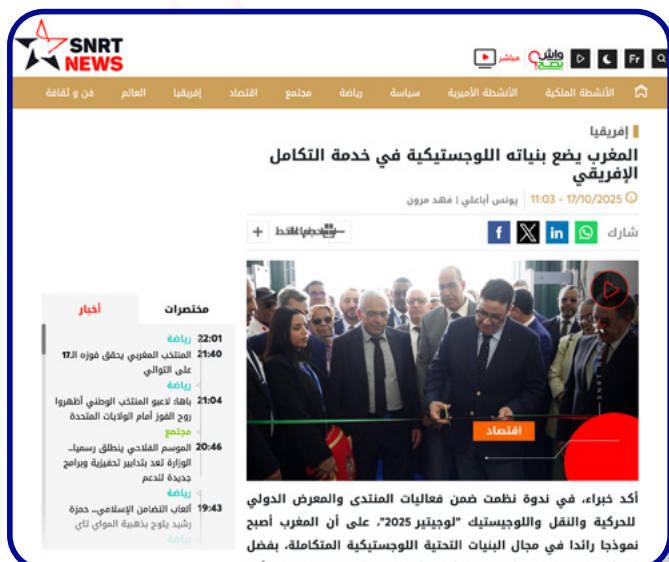 SNRT
NEWS
مباشر
واش
بصح
Fr
الأنشطة الملكية
الأنشطة الأميرية
سياسة
رياضة
مجتمع
اقتصاد
إفريقيا
العالم
فن و ثقافة
إفريقيا
المغرب يضع بنياته اللوجستيكية في خدمة التكامل
الإفريقي
17/10/2025 - 11:03
يونس أباعلي | فهد مرون
شارك
f X in
+
اقتصاد
مختصرات
أخبار
22:01 رياضة
21:40 المنتخب المغربي يحقق فوزه الـ17
على التوالي
رياضة
21:04 باها: لاعبو المنتخب الوطني أظهروا
روح الفوز أمام الولايات المتحدة
مجتمع
20:46 الموسم الفلاحي ينطلق رسميا..
الوزارة تعد بتدابير تحفيزية وبرامج
جديدة للدعم
رياضة
19:43 ألعاب التضامن الإسلامي.. حمزة
رشيد يتوج بذهبية المواي تاي
رياضة
أكد خبراء، في ندوة نظمت ضمن فعاليات المنتدى والمعرض الدولي
للحركية والنقل واللوجيستيك "لوجيتير 2025"، على أن المغرب أصبح
نموذجا رائدا في مجال البنيات التحتية اللوجستيكية المتكاملة، بفضل